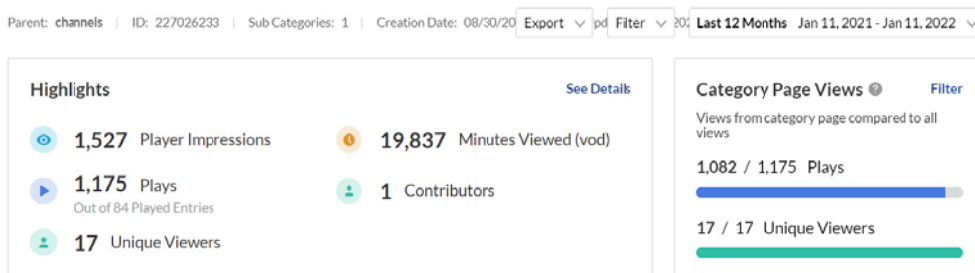 Parent: channels | ID: 227026233 | Sub Categories: 1 | Creation Date: 08/30/20 Export Filter Last 12 Months Jan 11, 2021 - Jan 11, 2022
Highlights See Details
1,527 Player Impressions
19,837 Minutes Viewed (vod)
1,175 Plays
Out of 84 Played Entries
1 Contributors
17 Unique Viewers
Category Page Views Filter
Views from category page compared to all
views
1,082 / 1,175 Plays
17 / 17 Unique Viewers